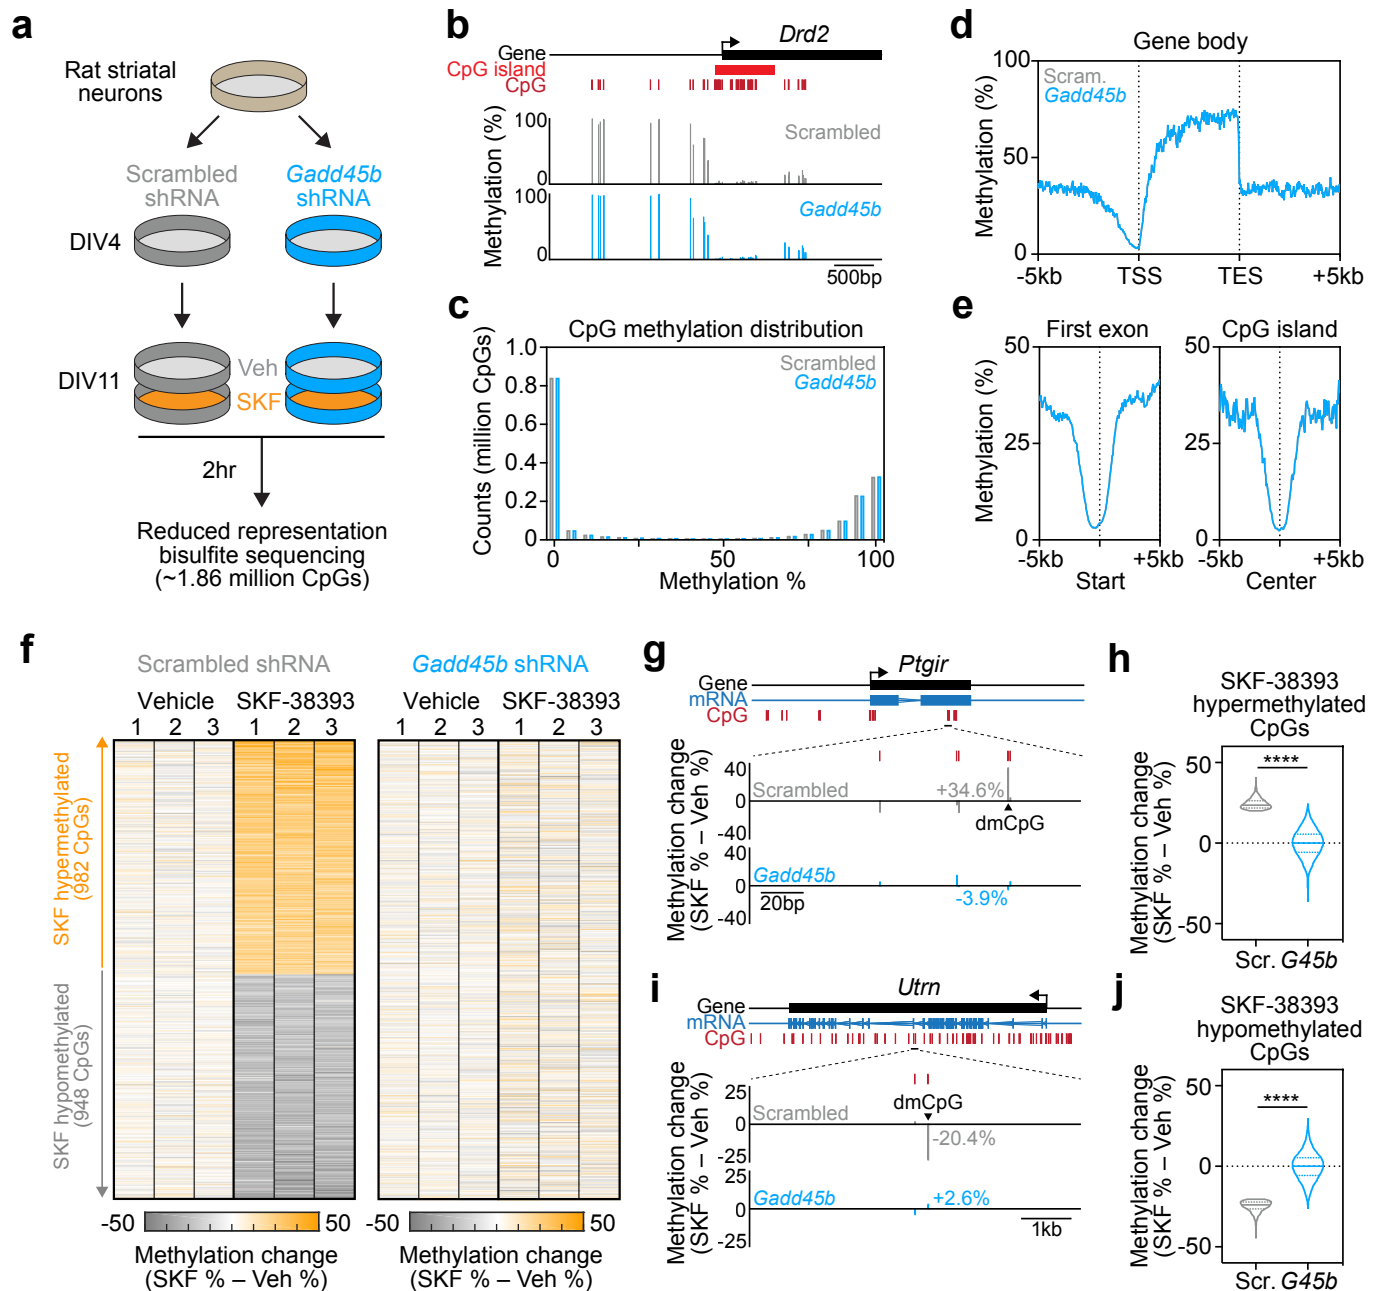 a
Rat striatal
neurons
Scrambled
shRNA
Gadd45b
shRNA
DIV4
DIV11
Veh
SKF
2hr
Reduced representation
bisulfite sequencing
(~1.86 million CpGs)
b
Drd2
Gene
CpG island
CpG
Methylation (%)
100
0
Scrambled
100
0
Gadd45b
500bp
c
CpG methylation distribution
Counts (million CpGs)
1.0
0.8
0.6
0.4
0.2
0
Scrambled
Gadd45b
0
50
100
Methylation %
d
Gene body
Methylation (%)
100
50
0
Scram.
Gadd45b
-5kb
TSS
TES
+5kb
e
First exon
CpG island
Methylation (%)
50
25
0
-5kb
+5kb
Start
50
25
0
-5kb
+5kb
Center
f
Scrambled shRNA
Gadd45b shRNA
Vehicle
SKF-38393
Vehicle
SKF-38393
1 2 3 1 2 3
1 2 3 1 2 3
SKF hypermethylated
(982 CpGs)
SKF hypomethylated
(948 CpGs)
-50
50
Methylation change
(SKF % – Veh %)
-50
50
Methylation change
(SKF % – Veh %)
g
Ptgir
Gene
mRNA
CpG
Methylation change
(SKF % – Veh %)
40
0
-40
Scrambled
+34.6%
dmCpG
40
0
-40
Gadd45b
20bp
-3.9%
h
SKF-38393
hypermethylated
CpGs
Methylation change
(SKF % – Veh %)
50
0
-50
****
Scr.
G45b
i
Utrn
Gene
mRNA
CpG
Methylation change
(SKF % – Veh %)
25
0
-25
Scrambled
dmCpG
-20.4%
25
0
-25
Gadd45b
+2.6%
1kb
j
SKF-38393
hypomethylated
CpGs
Methylation change
(SKF % – Veh %)
50
0
-50
****
Scr.
G45b